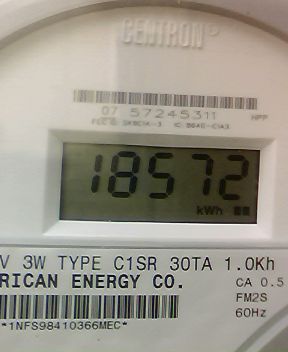 CENTRON®
07 57245311
HPP
18572
kWh
V 3W TYPE C1SR 30TA 1.0Kh
RICAN ENERGY CO.
CA 0.5
FM2S
60Hz
*1NFS98410366MEC*